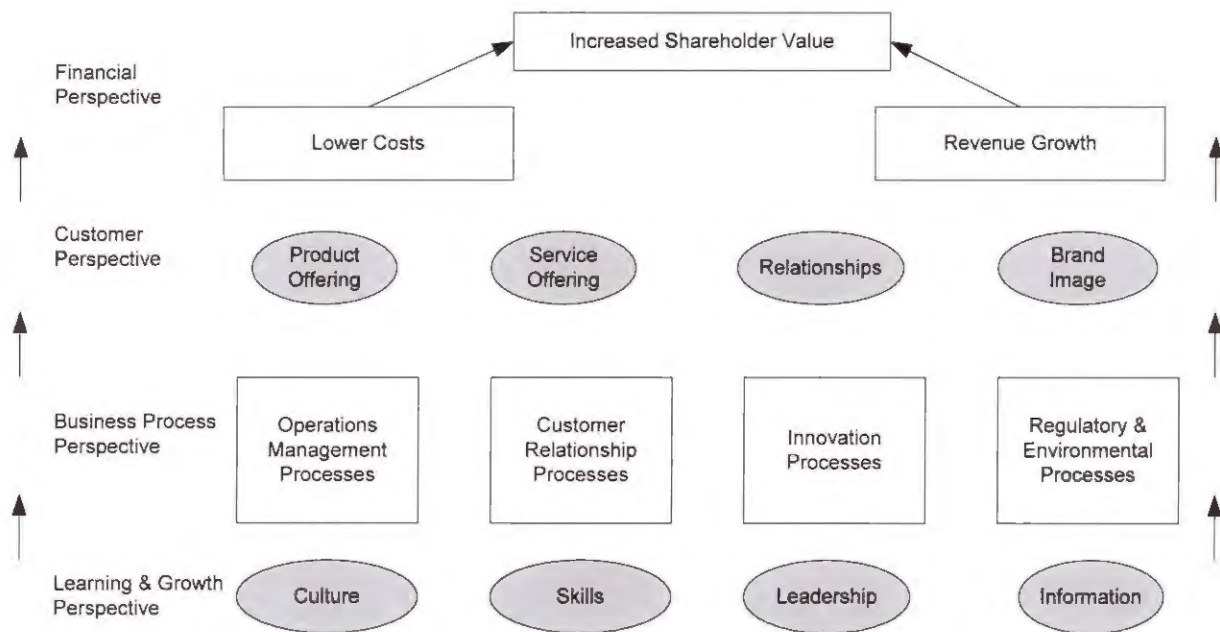 Increased Shareholder Value
Financial
Perspective
Lower Costs
Revenue Growth
Customer
Perspective
Product
Offering
Service
Offering
Relationships
Brand
Image
Business Process
Perspective
Operations
Management
Processes
Customer
Relationship
Processes
Innovation
Processes
Regulatory &
Environmental
Processes
Learning & Growth
Perspective
Culture
Skills
Leadership
Information